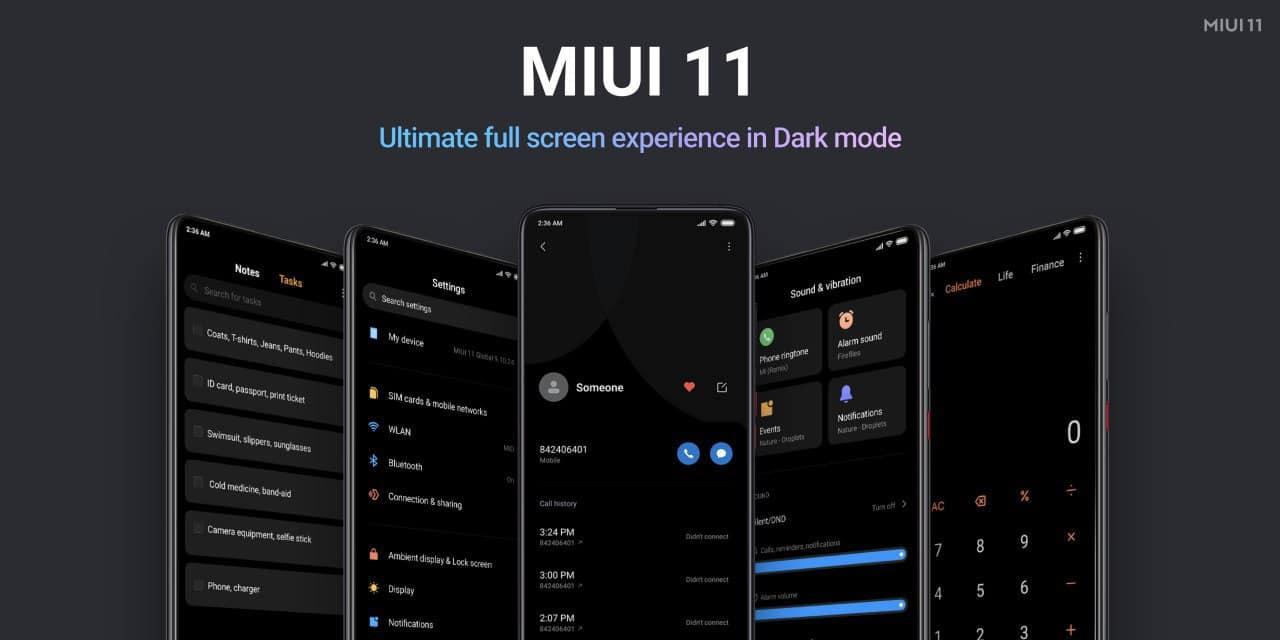 MIUI 11
MIUI 11
Ultimate full screen experience in Dark mode
2:36 AM
Notes Tasks
Search for tasks
Coats, T-shirts, Jeans, Pants, Hoodies
ID card, passport, print ticket
Swimsuit, slippers, sunglasses
Cold medicine, band-aid
Camera equipment, selfie stick
Phone, charger
2:36 AM
Settings
Search settings
My device MIUI 11 Global 9.10.24
SIM cards & mobile networks
WLAN
Bluetooth On
Connection & sharing
Ambient display & Lock screen
Display
Notifications
2:36 AM
Someone
842406401
Mobile
Call history
3:24 PM
842406401 ↗ Didn't connect
3:00 PM
842406401 ↗ Didn't connect
2:07 PM
842406401 ↗ Didn't connect
AM
Sound & vibration
Phone ringtone
Mi (Remix)
Alarm sound
Fireflies
Events
Nature - Droplets
Notifications
Nature - Droplets
lent/DND Turn off
Calls, reminders, notifications
Alarm volume
36 AM
Calculate Life Finance
0
AC % ÷
7 8 9 ×
4 5 6 −
1 2 3 +